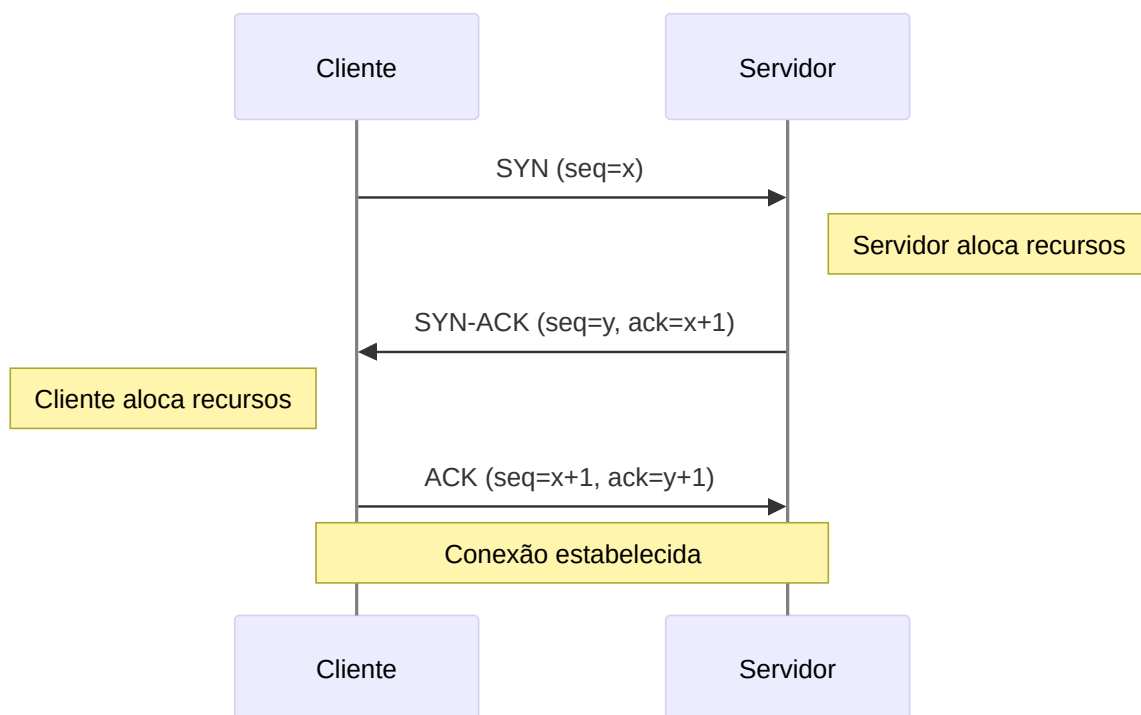 Cliente
Servidor
SYN (seq=x)
Servidor aloca recursos
SYN-ACK (seq=y, ack=x+1)
Cliente aloca recursos
ACK (seq=x+1, ack=y+1)
Conexão estabelecida
Cliente
Servidor